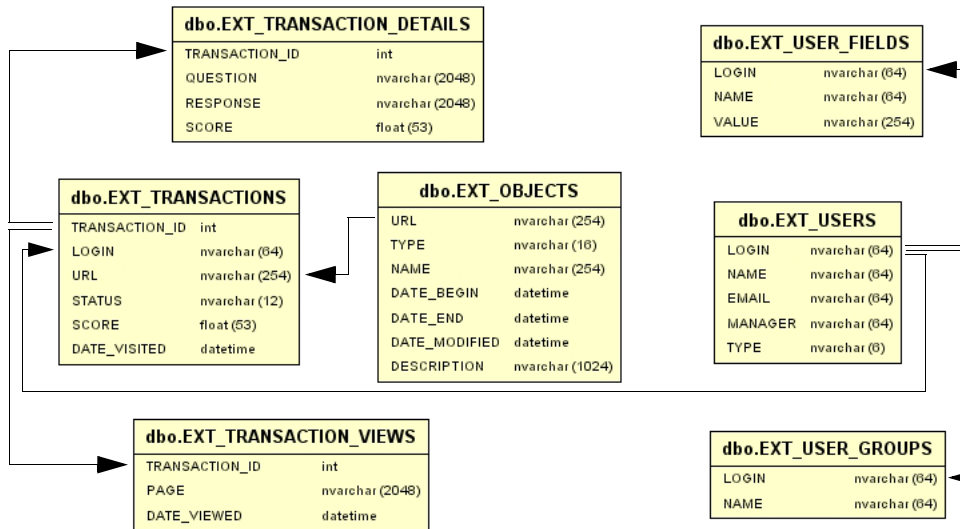 dbo.EXT_TRANSACTION_DETAILS
TRANSACTION_ID int
QUESTION nvarchar (2048)
RESPONSE nvarchar (2048)
SCORE float (53)
dbo.EXT_USER_FIELDS
LOGIN nvarchar (64)
NAME nvarchar (64)
VALUE nvarchar (254)
dbo.EXT_TRANSACTIONS
TRANSACTION_ID int
LOGIN nvarchar (64)
URL nvarchar (254)
STATUS nvarchar (12)
SCORE float (53)
DATE_VISITED datetime
dbo.EXT_OBJECTS
URL nvarchar (254)
TYPE nvarchar (16)
NAME nvarchar (254)
DATE_BEGIN datetime
DATE_END datetime
DATE_MODIFIED datetime
DESCRIPTION nvarchar (1024)
dbo.EXT_USERS
LOGIN nvarchar (64)
NAME nvarchar (64)
EMAIL nvarchar (64)
MANAGER nvarchar (64)
TYPE nvarchar (6)
dbo.EXT_TRANSACTION_VIEWS
TRANSACTION_ID int
PAGE nvarchar (2048)
DATE_VIEWED datetime
dbo.EXT_USER_GROUPS
LOGIN nvarchar (64)
NAME nvarchar (64)